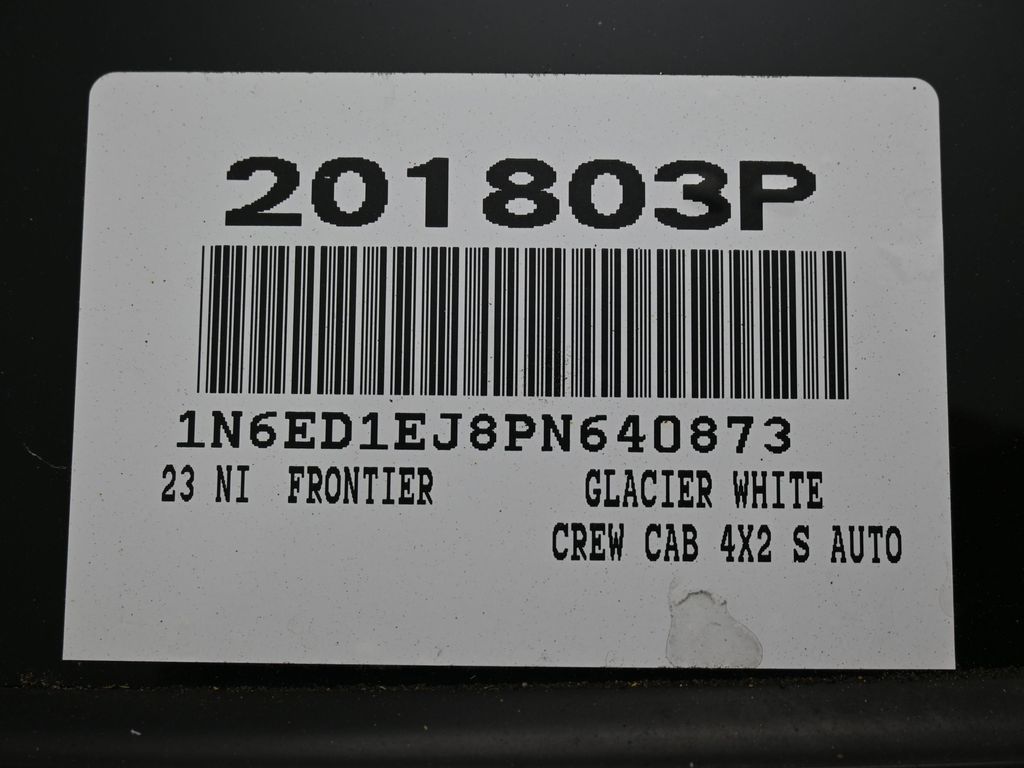 201803P
1N6ED1EJ8PN640873
23 NI FRONTIER GLACIER WHITE
CREW CAB 4X2 S AUTO